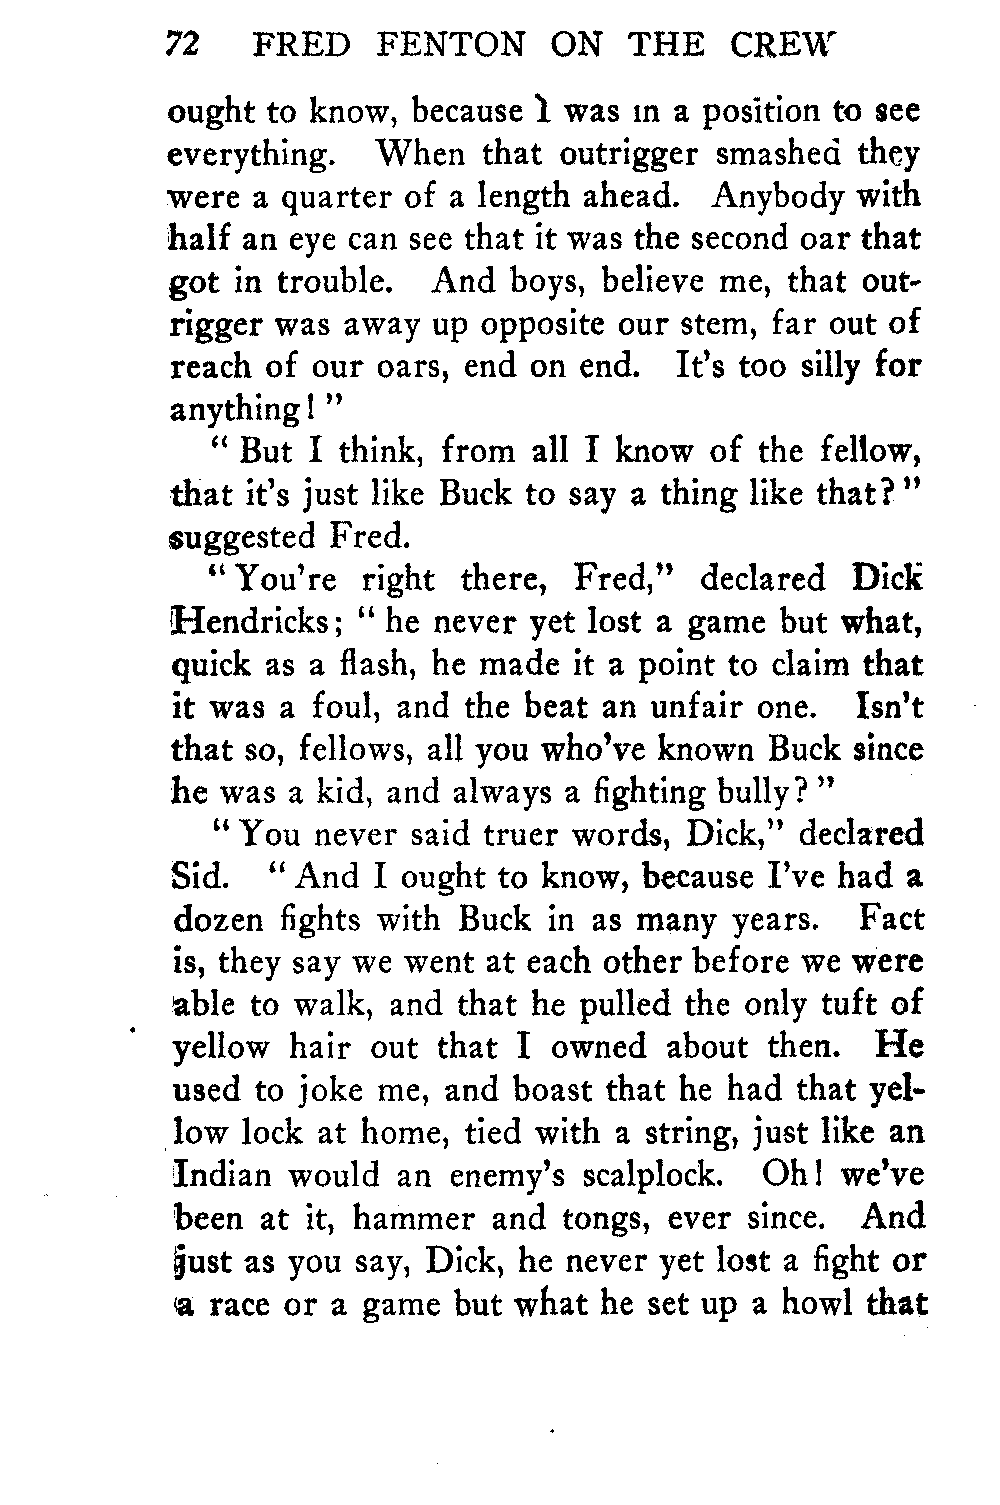 72 FRED FENTON ON THE CREW
ought to know, because I was in a position to see
everything. When that outrigger smashed they
were a quarter of a length ahead. Anybody with
half an eye can see that it was the second oar that
got in trouble. And boys, believe me, that out-
rigger was away up opposite our stem, far out of
reach of our oars, end on end. It's too silly for
anything!"
"But I think, from all I know of the fellow,
that it's just like Buck to say a thing like that?"
suggested Fred.
"You're right there, Fred," declared Dick
Hendricks; "he never yet lost a game but what,
quick as a flash, he made it a point to claim that
it was a foul, and the beat an unfair one. Isn't
that so, fellows, all you who've known Buck since
he was a kid, and always a fighting bully?"
"You never said truer words, Dick," declared
Sid. "And I ought to know, because I've had a
dozen fights with Buck in as many years. Fact
is, they say we went at each other before we were
able to walk, and that he pulled the only tuft of
yellow hair out that I owned about then. He
used to joke me, and boast that he had that yel-
low lock at home, tied with a string, just like an
Indian would an enemy's scalplock. Oh! we've
been at it, hammer and tongs, ever since. And
just as you say, Dick, he never yet lost a fight or
a race or a game but what he set up a howl that